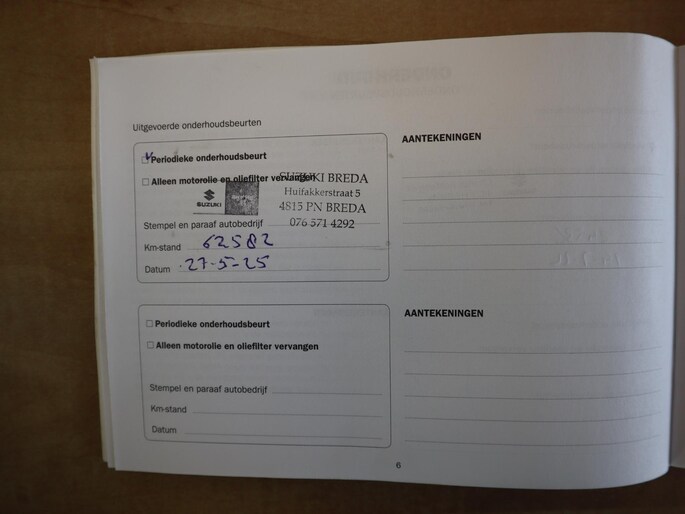 Uitgevoerde onderhoudsbeurten
Periodieke onderhoudsbeurt
Alleen motorolie en oliefilter vervangen
SUZUKI BREDA
Huifakkerstraat 5
SUZUKI
4815 PN BREDA
Stempel en paraaf autobedrijf
076 571 4292
Km-stand 62582
Datum 27-5-25
AANTEKENINGEN
Periodieke onderhoudsbeurt
Alleen motorolie en oliefilter vervangen
Stempel en paraaf autobedrijf
Km-stand
Datum
AANTEKENINGEN
6